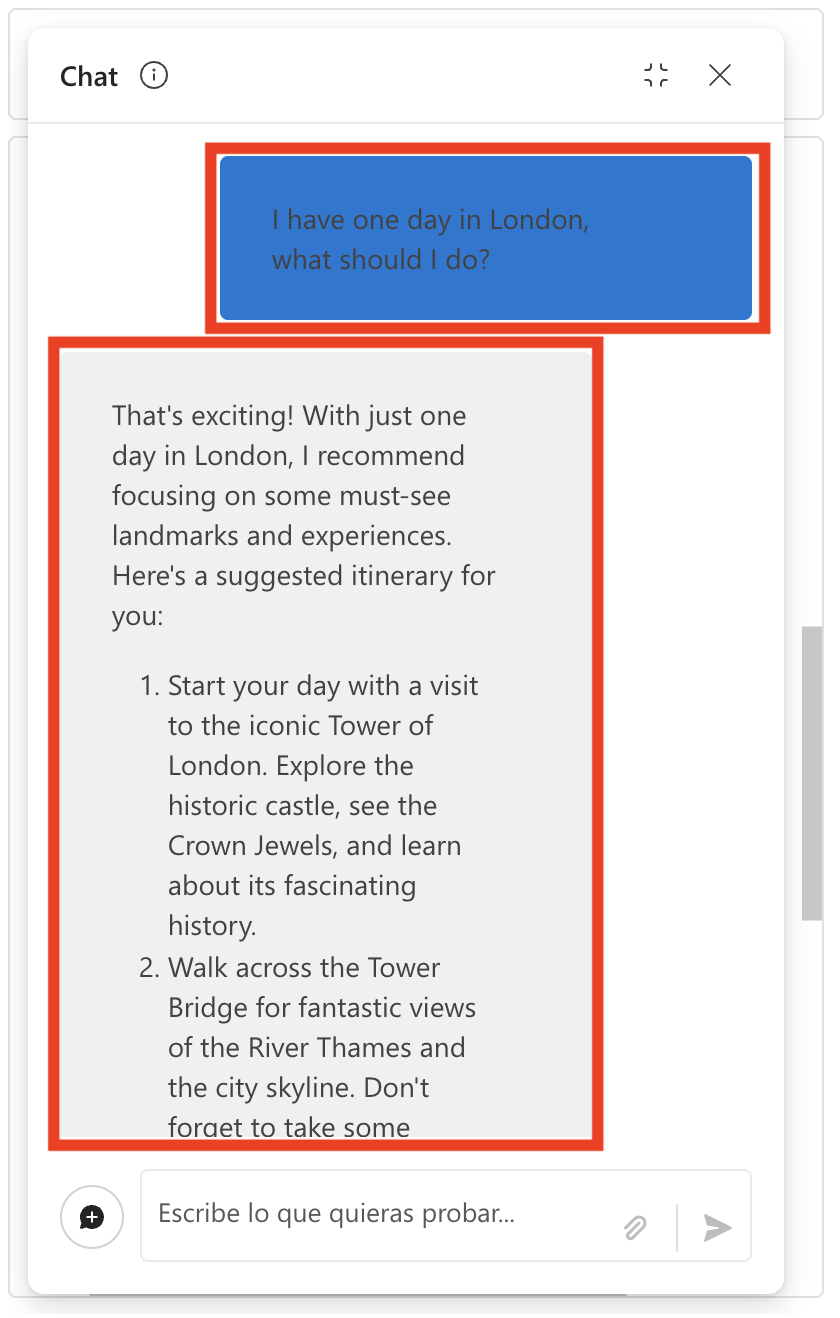 Chat
I have one day in London,
what should I do?
That's exciting! With just one
day in London, I recommend
focusing on some must-see
landmarks and experiences.
Here's a suggested itinerary for
you:
1. Start your day with a visit
to the iconic Tower of
London. Explore the
historic castle, see the
Crown Jewels, and learn
about its fascinating
history.
2. Walk across the Tower
Bridge for fantastic views
of the River Thames and
the city skyline. Don't
forget to take some
Escribe lo que quieras probar...